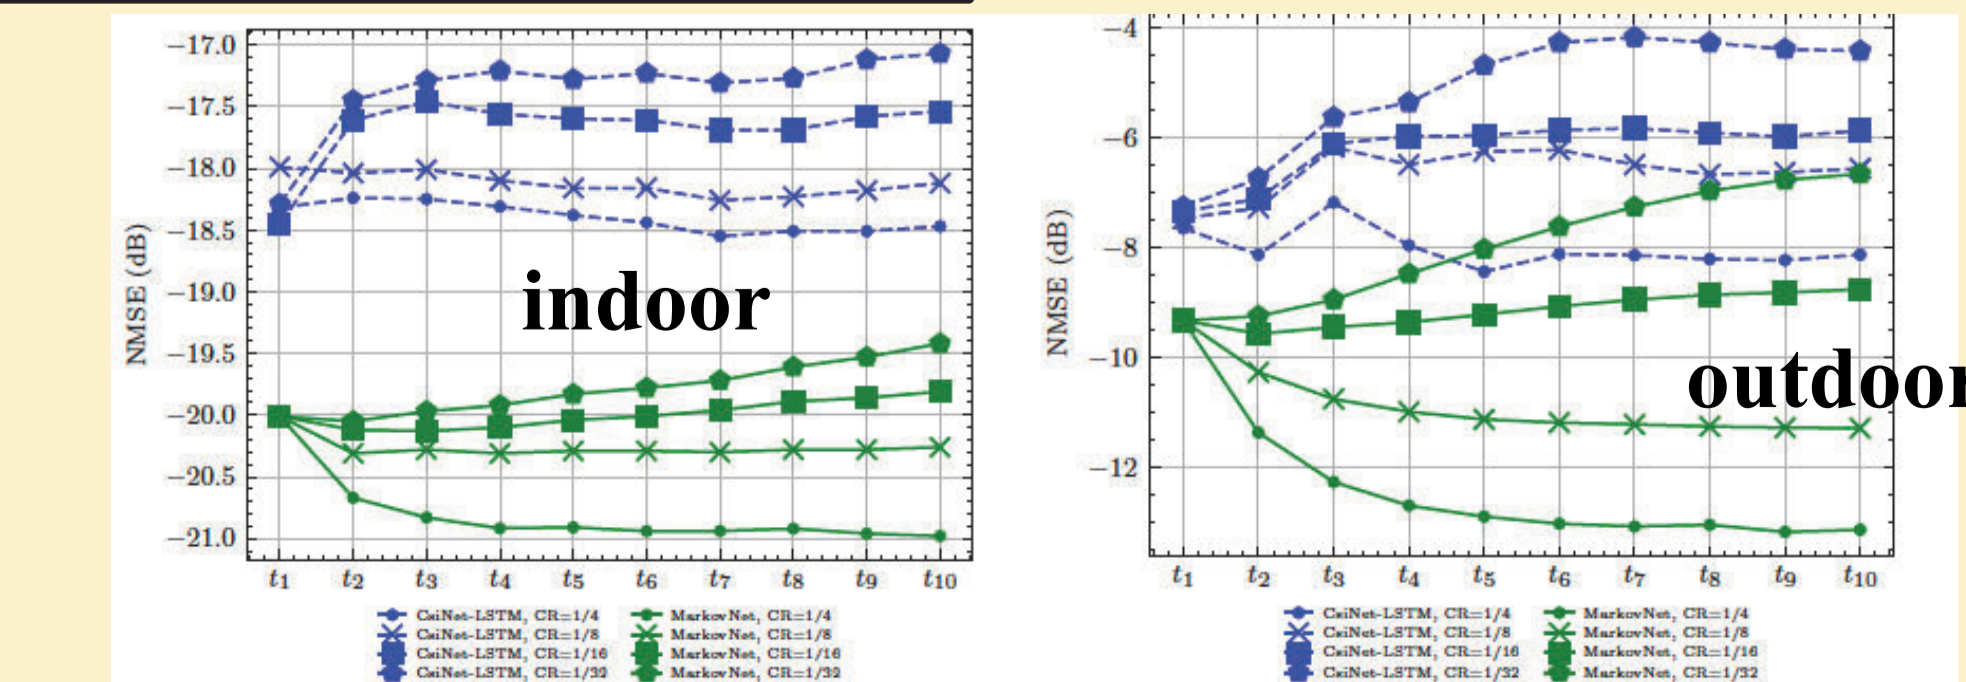 −17.0
−17.5
−18.0
−18.5
−19.0
−19.5
−20.0
−20.5
−21.0
NMSE (dB)
indoor
t1 t2 t3 t4 t5 t6 t7 t8 t9 t10
CsiNet-LSTM, CR=1/4 MarkovNet, CR=1/4
CsiNet-LSTM, CR=1/8 MarkovNet, CR=1/8
CsiNet-LSTM, CR=1/16 MarkovNet, CR=1/16
CsiNet-LSTM, CR=1/32 MarkovNet, CR=1/32
−4
−6
−8
−10
−12
NMSE (dB)
outdoor
t1 t2 t3 t4 t5 t6 t7 t8 t9 t10
CsiNet-LSTM, CR=1/4 MarkovNet, CR=1/4
CsiNet-LSTM, CR=1/8 MarkovNet, CR=1/8
CsiNet-LSTM, CR=1/16 MarkovNet, CR=1/16
CsiNet-LSTM, CR=1/32 MarkovNet, CR=1/32